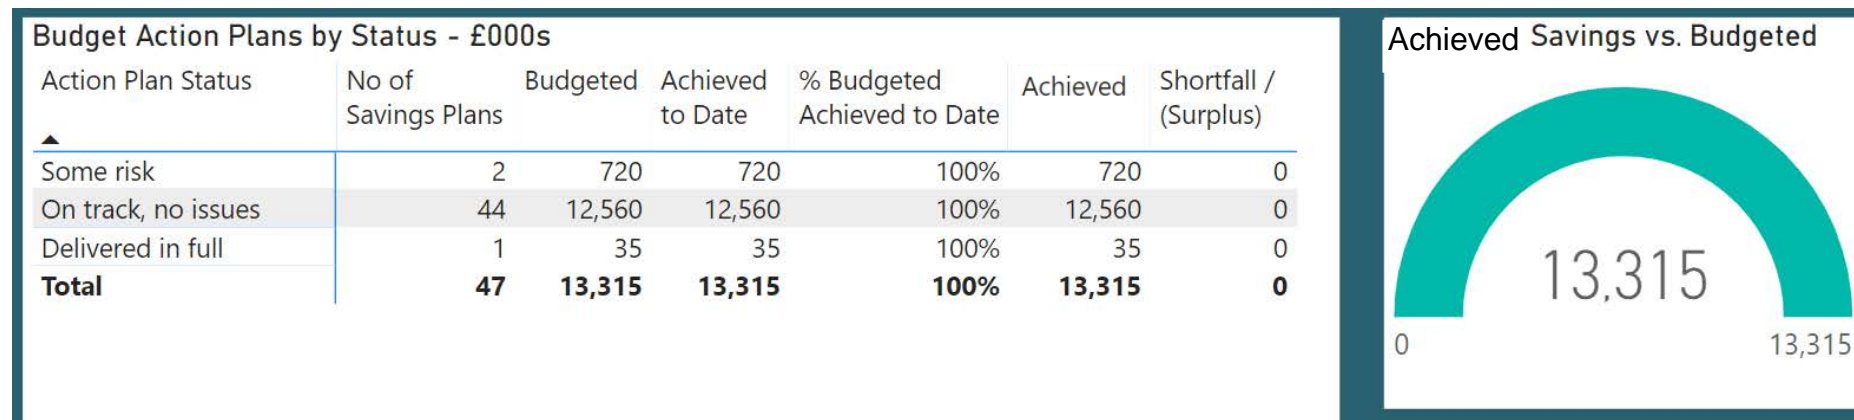 Budget Action Plans by Status - £000s
Action Plan Status No of Savings Plans Budgeted Achieved to Date % Budgeted Achieved to Date Achieved Shortfall / (Surplus)
Some risk 2 720 720 100% 720 0
On track, no issues 44 12,560 12,560 100% 12,560 0
Delivered in full 1 35 35 100% 35 0
Total 47 13,315 13,315 100% 13,315 0
Achieved Savings vs. Budgeted
13,315
0 13,315